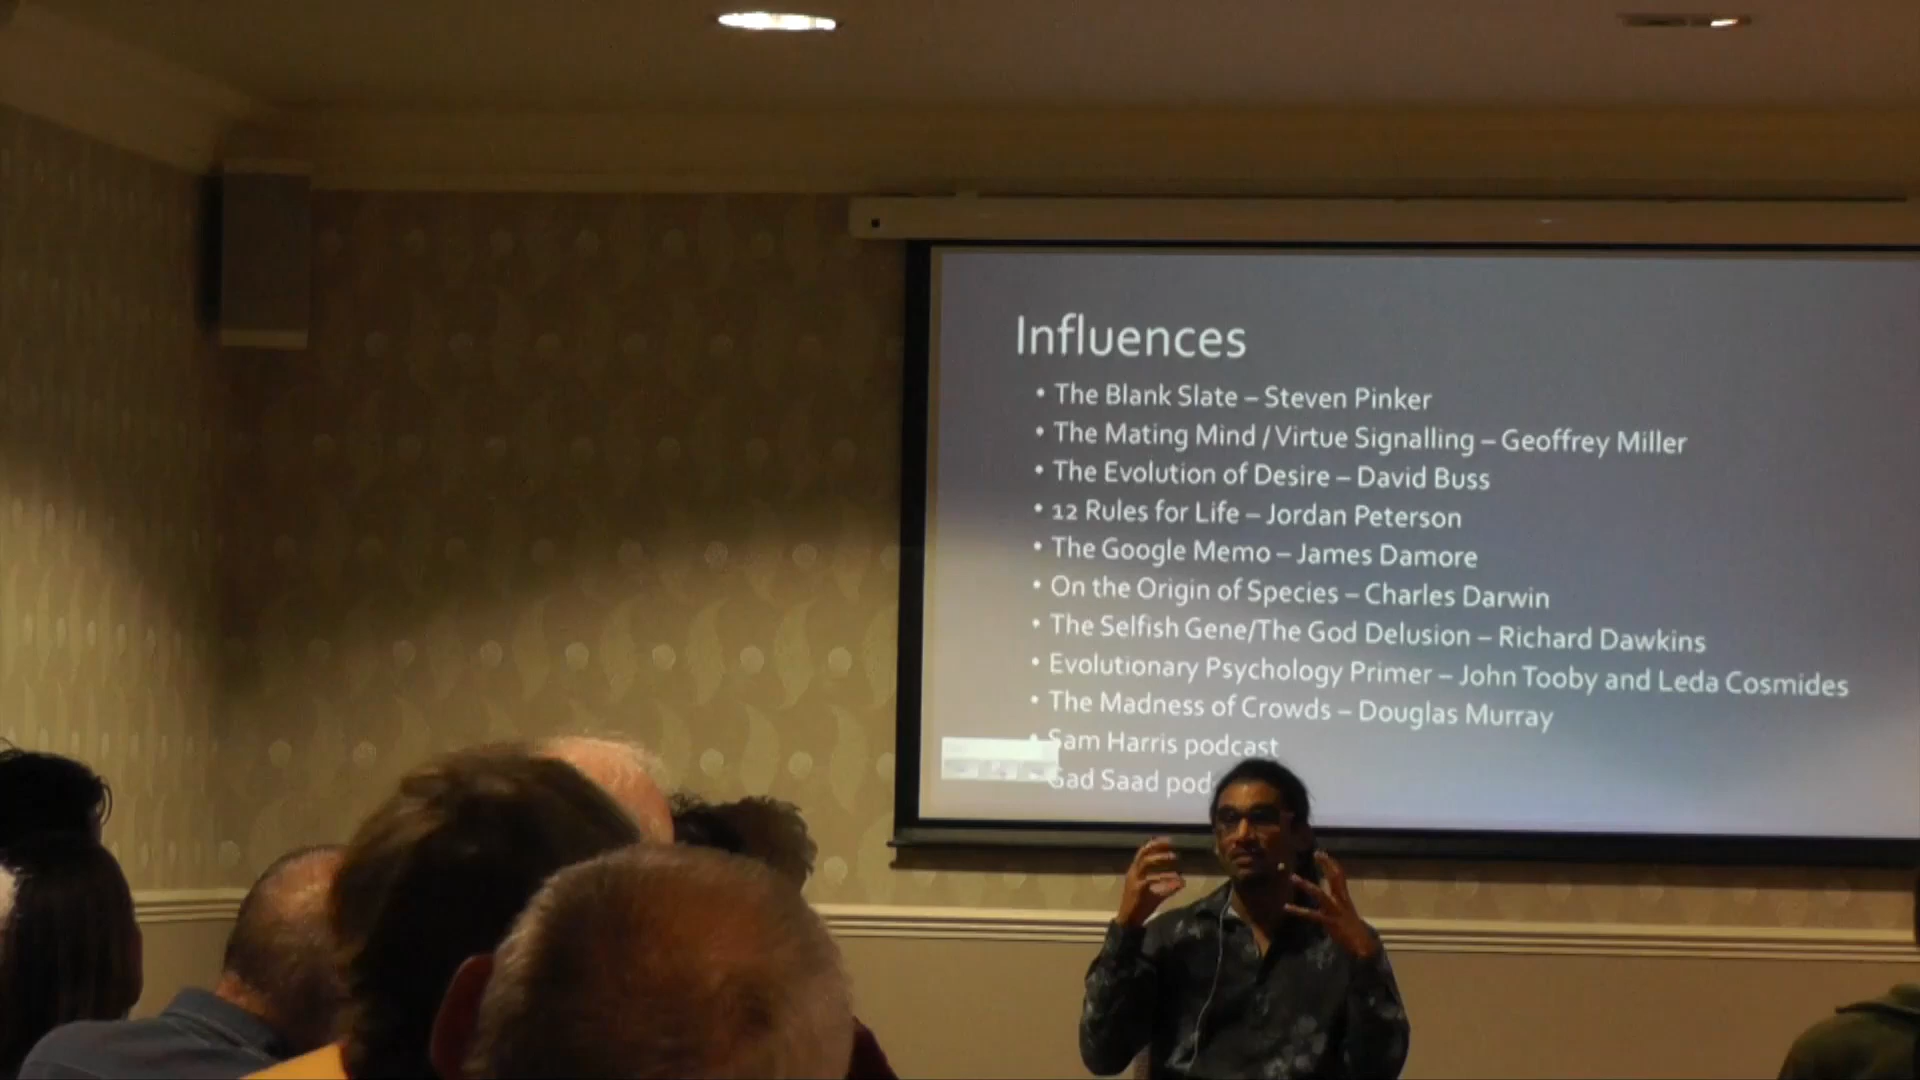 Influences
• The Blank Slate – Steven Pinker
• The Mating Mind / Virtue Signalling – Geoffrey Miller
• The Evolution of Desire – David Buss
• 12 Rules for Life – Jordan Peterson
• The Google Memo – James Damore
• On the Origin of Species – Charles Darwin
• The Selfish Gene/The God Delusion – Richard Dawkins
• Evolutionary Psychology Primer – John Tooby and Leda Cosmides
• The Madness of Crowds – Douglas Murray
• Sam Harris podcast
Gad Saad pod